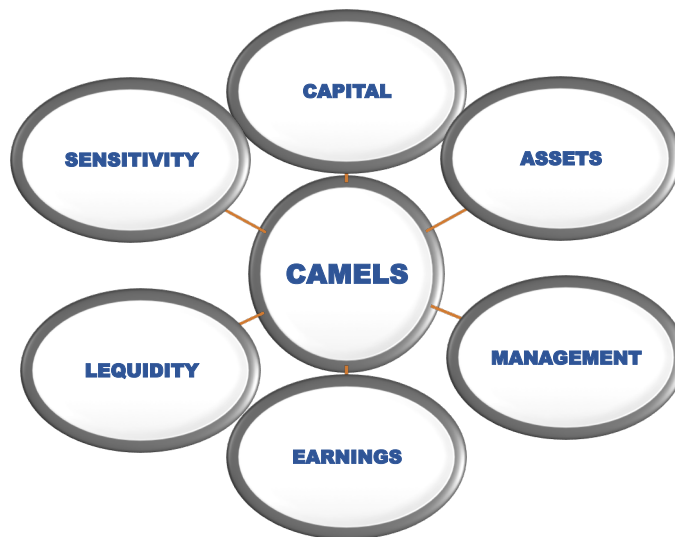 CAPITAL
SENSITIVITY
ASSETS
CAMELS
LEQUIDITY
MANAGEMENT
EARNINGS